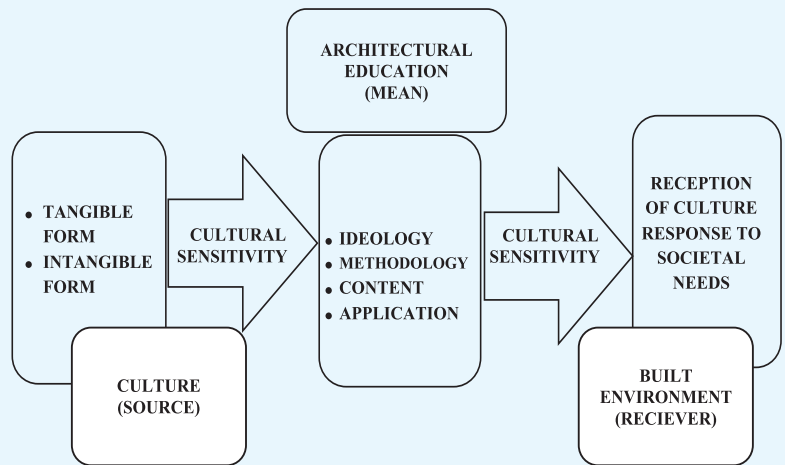 ARCHITECTURAL
EDUCATION
(MEAN)
• TANGIBLE
FORM
• INTANGIBLE
FORM
CULTURE
(SOURCE)
CULTURAL
SENSITIVITY
• IDEOLOGY
• METHODOLOGY
• CONTENT
• APPLICATION
CULTURAL
SENSITIVITY
RECEPTION
OF CULTURE
RESPONSE TO
SOCIETAL
NEEDS
BUILT
ENVIRONMENT
(RECIEVER)